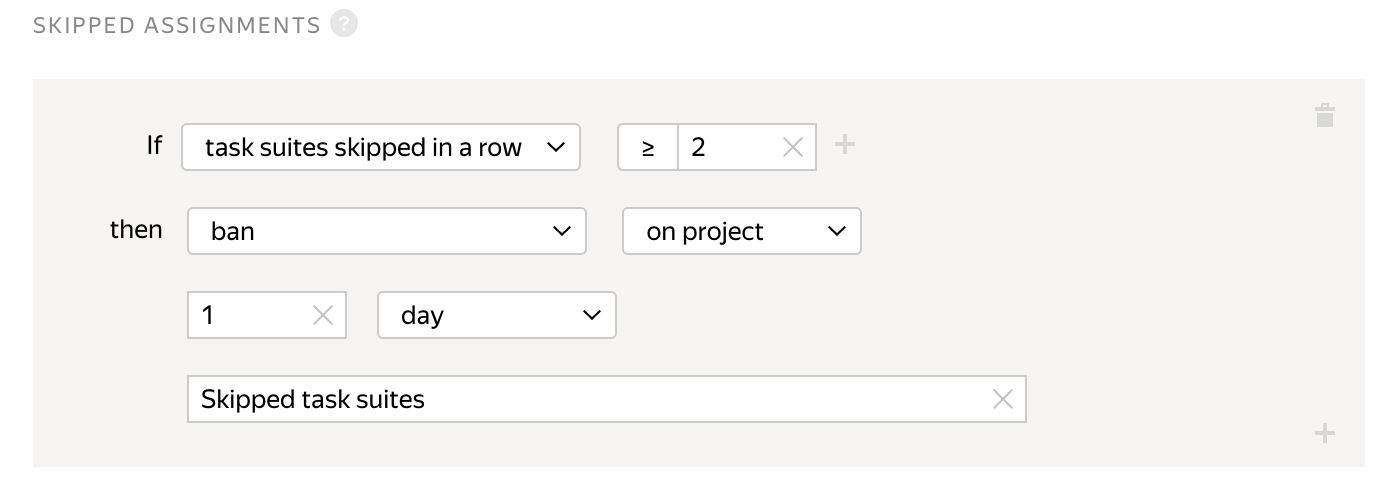 SKIPPED ASSIGNMENTS ?
If task suites skipped in a row ≥ 2
then ban on project
1 day
Skipped task suites